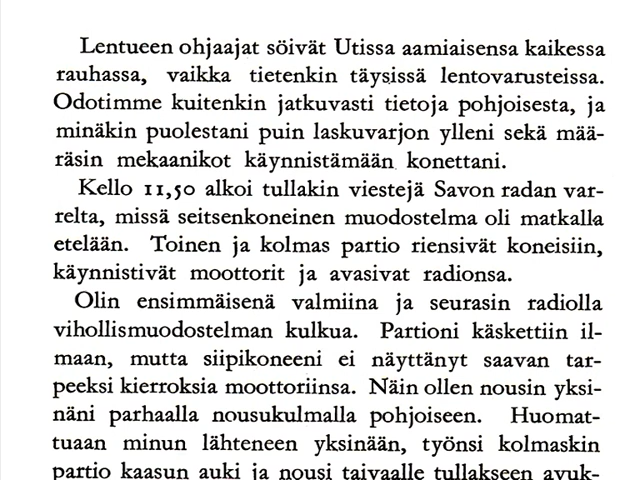 Lentueen ohjaajat söivät Utissa aamiaisensa kaikessa
rauhassa, vaikka tietenkin täysissä lentovarusteissa.
Odotimme kuitenkin jatkuvasti tietoja pohjoisesta, ja
minäkin puolestani puin laskuvarjon ylleni sekä mää-
räsin mekaanikot käynnistämään konettani.
Kello 11,50 alkoi tullakin viestejä Savon radan var-
relta, missä seitsenkoneinen muodostelma oli matkalla
etelään. Toinen ja kolmas partio riensivät koneisiin,
käynnistivät moottorit ja avasivat radionsa.
Olin ensimmäisenä valmiina ja seurasin radiolla
vihollismuodostelman kulkua. Partioni käskettiin il-
maan, mutta siipikoneeni ei näyttänyt saavan tar-
peeksi kierroksia moottoriinsa. Näin ollen nousin yksi-
näni parhaalla nousukulmalla pohjoiseen. Huomat-
tuaan minun lähteneen yksinään, työnsi kolmaskin
partio kaasun auki ja nousi taivaalle tullakseen avuk-